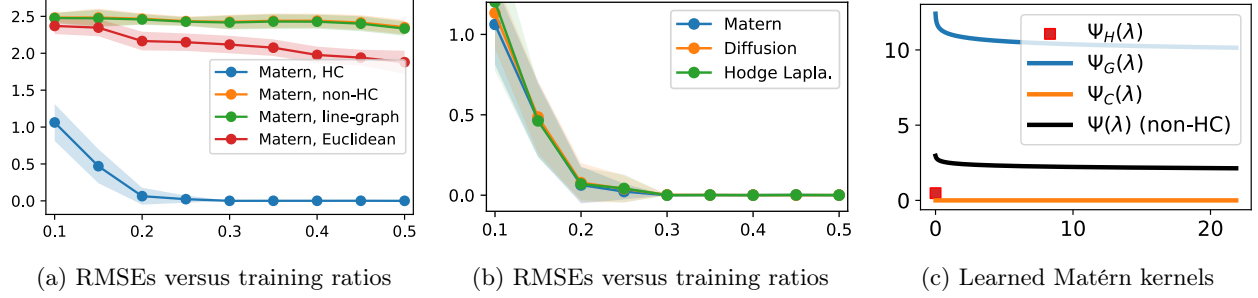 2.5
2.0
1.5
1.0
0.5
0.0
0.1 0.2 0.3 0.4 0.5
Matern, HC
Matern, non-HC
Matern, line-graph
Matern, Euclidean
(a) RMSEs versus training ratios
1.0
0.5
0.0
0.1 0.2 0.3 0.4 0.5
Matern
Diffusion
Hodge Lapla.
(b) RMSEs versus training ratios
10
5
0
0 10 20
Ψ_H(λ)
Ψ_G(λ)
Ψ_C(λ)
Ψ(λ) (non-HC)
(c) Learned Matérn kernels